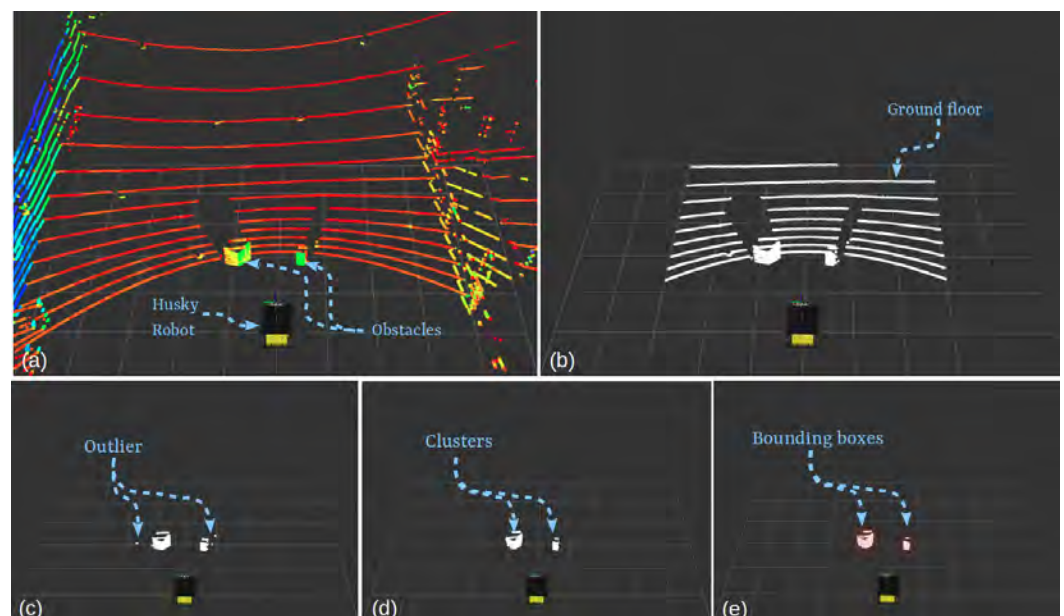 Ground floor
Husky
Robot
Obstacles
(a)
(b)
Outlier
Clusters
Bounding boxes
(c)
(d)
(e)